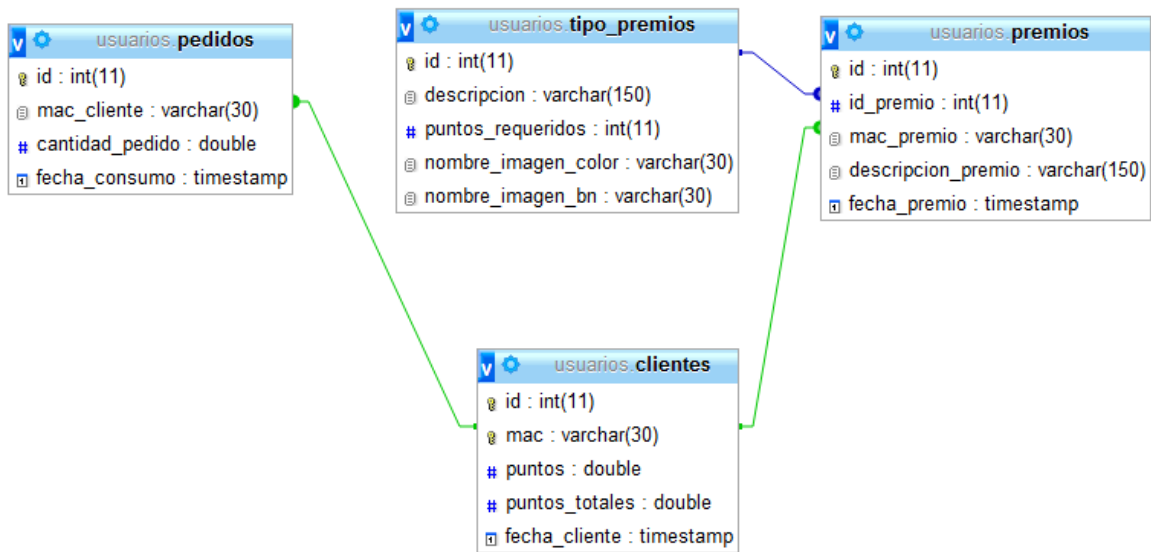 usuarios.pedidos
id : int(11)
mac_cliente : varchar(30)
# cantidad_pedido : double
fecha_consumo : timestamp
usuarios.tipo_premios
id : int(11)
descripcion : varchar(150)
# puntos_requeridos : int(11)
nombre_imagen_color : varchar(30)
nombre_imagen_bn : varchar(30)
usuarios.premios
id : int(11)
# id_premio : int(11)
mac_premio : varchar(30)
descripcion_premio : varchar(150)
fecha_premio : timestamp
usuarios.clientes
id : int(11)
mac : varchar(30)
# puntos : double
# puntos_totales : double
fecha_cliente : timestamp